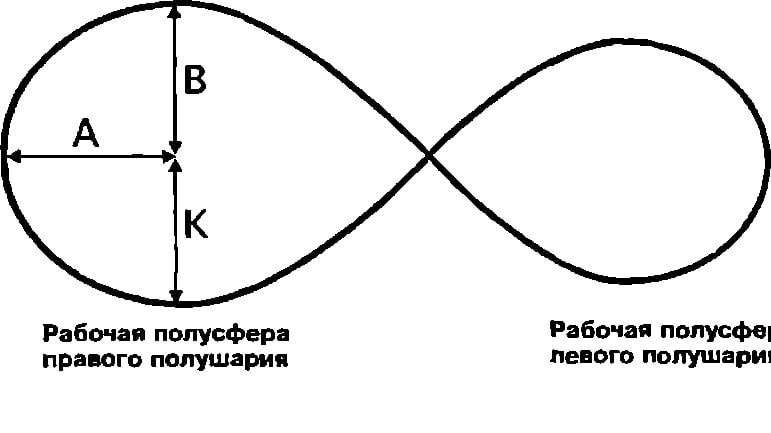 В
А
К
Рабочая полусфера
правого полушария
Рабочая полусфер
левого полушари